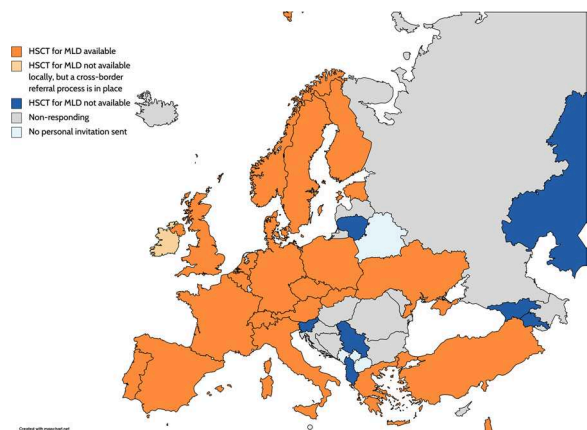 HSCT for MLD available
HSCT for MLD not available
locally, but a cross-border
referral process is in place
HSCT for MLD not available
Non-responding
No personal invitation sent
Created with mapchart.net